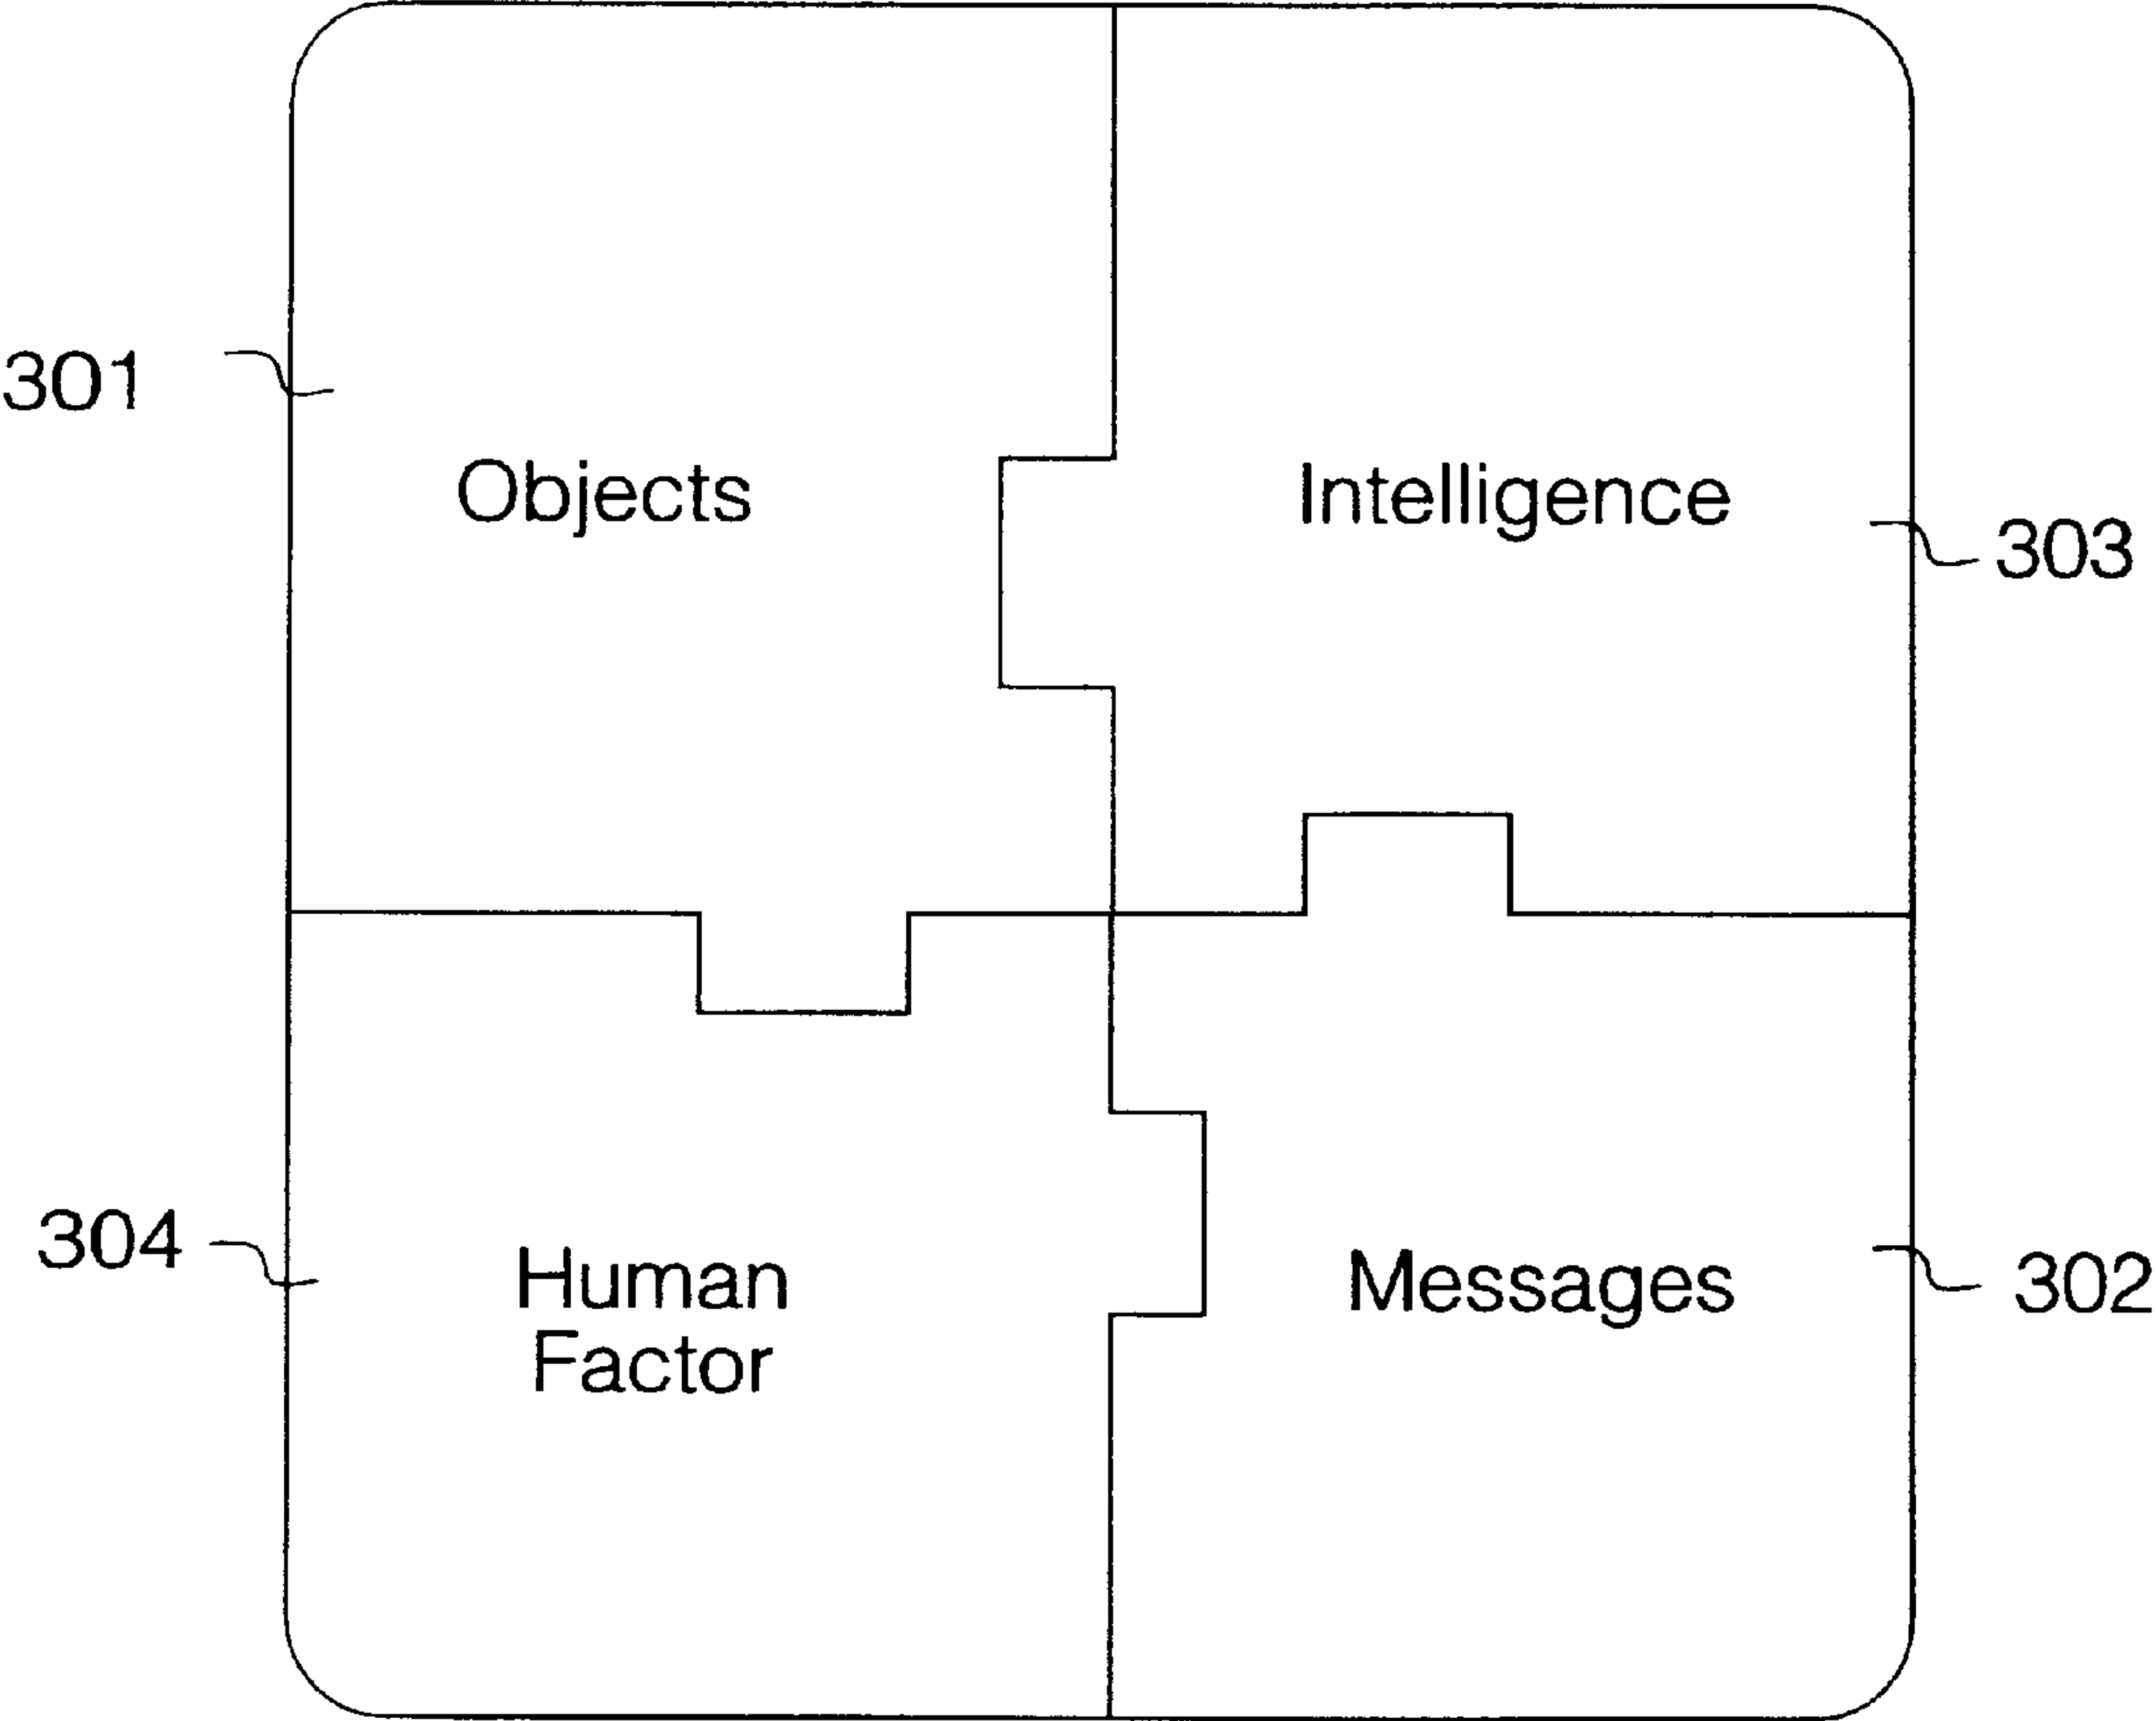 301
Objects
Intelligence
303
304
Human
Factor
Messages
302